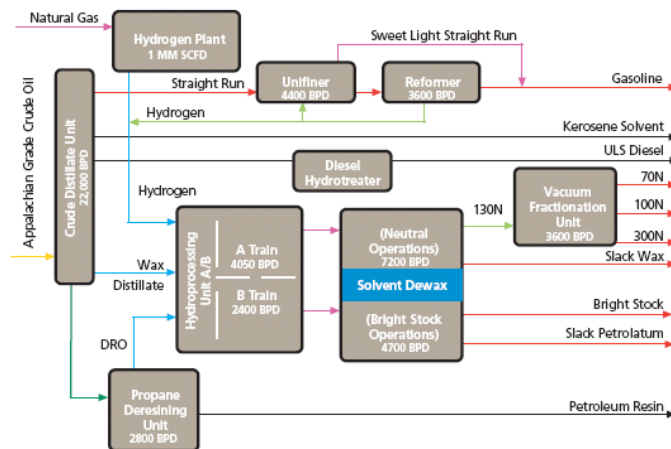 Natural Gas
Hydrogen Plant
1 MM SCFD
Sweet Light Straight Run
Straight Run
Unifiner
4400 BPD
Reformer
3600 BPD
Gasoline
Hydrogen
Kerosene Solvent
ULS Diesel
Appalachian Grade Crude Oil
Crude Distillate Unit
22,000 BPD
Diesel
Hydrotreater
Hydrogen
Hydroprocessing
Unit A/B
A Train
4050 BPD
B Train
2400 BPD
(Neutral
Operations)
7200 BPD
Solvent Dewax
(Bright Stock
Operations)
4700 BPD
130N
Vacuum
Fractionation
Unit
3600 BPD
70N
100N
300N
Slack Wax
Wax
Distillate
Bright Stock
Slack Petrolatum
DRO
Propane
Deresining
Unit
2800 BPD
Petroleum Resin